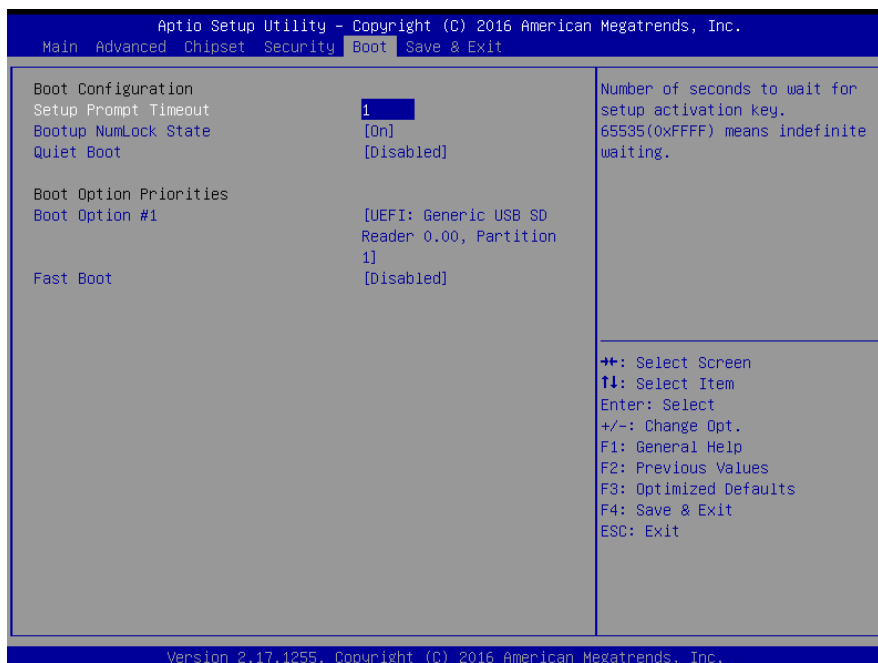 Aptio Setup Utility – Copyright (C) 2016 American Megatrends, Inc.
Main Advanced Chipset Security Boot Save & Exit
Boot Configuration
Setup Prompt Timeout 1
Bootup NumLock State [On]
Quiet Boot [Disabled]
Boot Option Priorities
Boot Option #1 [UEFI: Generic USB SD
Reader 0.00, Partition
1]
Fast Boot [Disabled]
Number of seconds to wait for
setup activation key.
65535(0xFFFF) means indefinite
waiting.
→←: Select Screen
↑↓: Select Item
Enter: Select
+/-: Change Opt.
F1: General Help
F2: Previous Values
F3: Optimized Defaults
F4: Save & Exit
ESC: Exit
Version 2.17.1255. Copyright (C) 2016 American Megatrends, Inc.